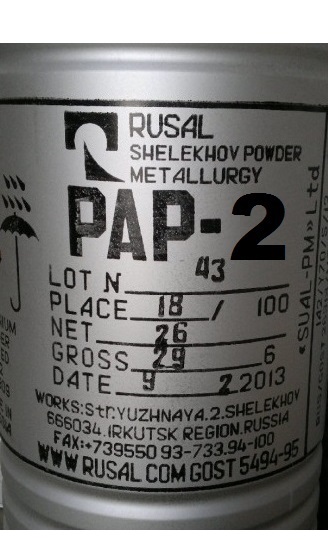 RUSAL
SHELEKHOV POWDER
METALLURGY
PAP-2
LOT N 43
PLACE 18 / 100
NET 26
GROSS 29 6
DATE 9 2.2013
WORKS:str.YUZHNAYA.2.SHELEKHOV
666034.IRKUTSK REGION.RUSSIA
FAX:+739550 93-733.94-100
WWW RUSAL COM GOST 5494-95
«SUAL-PM» Ltd